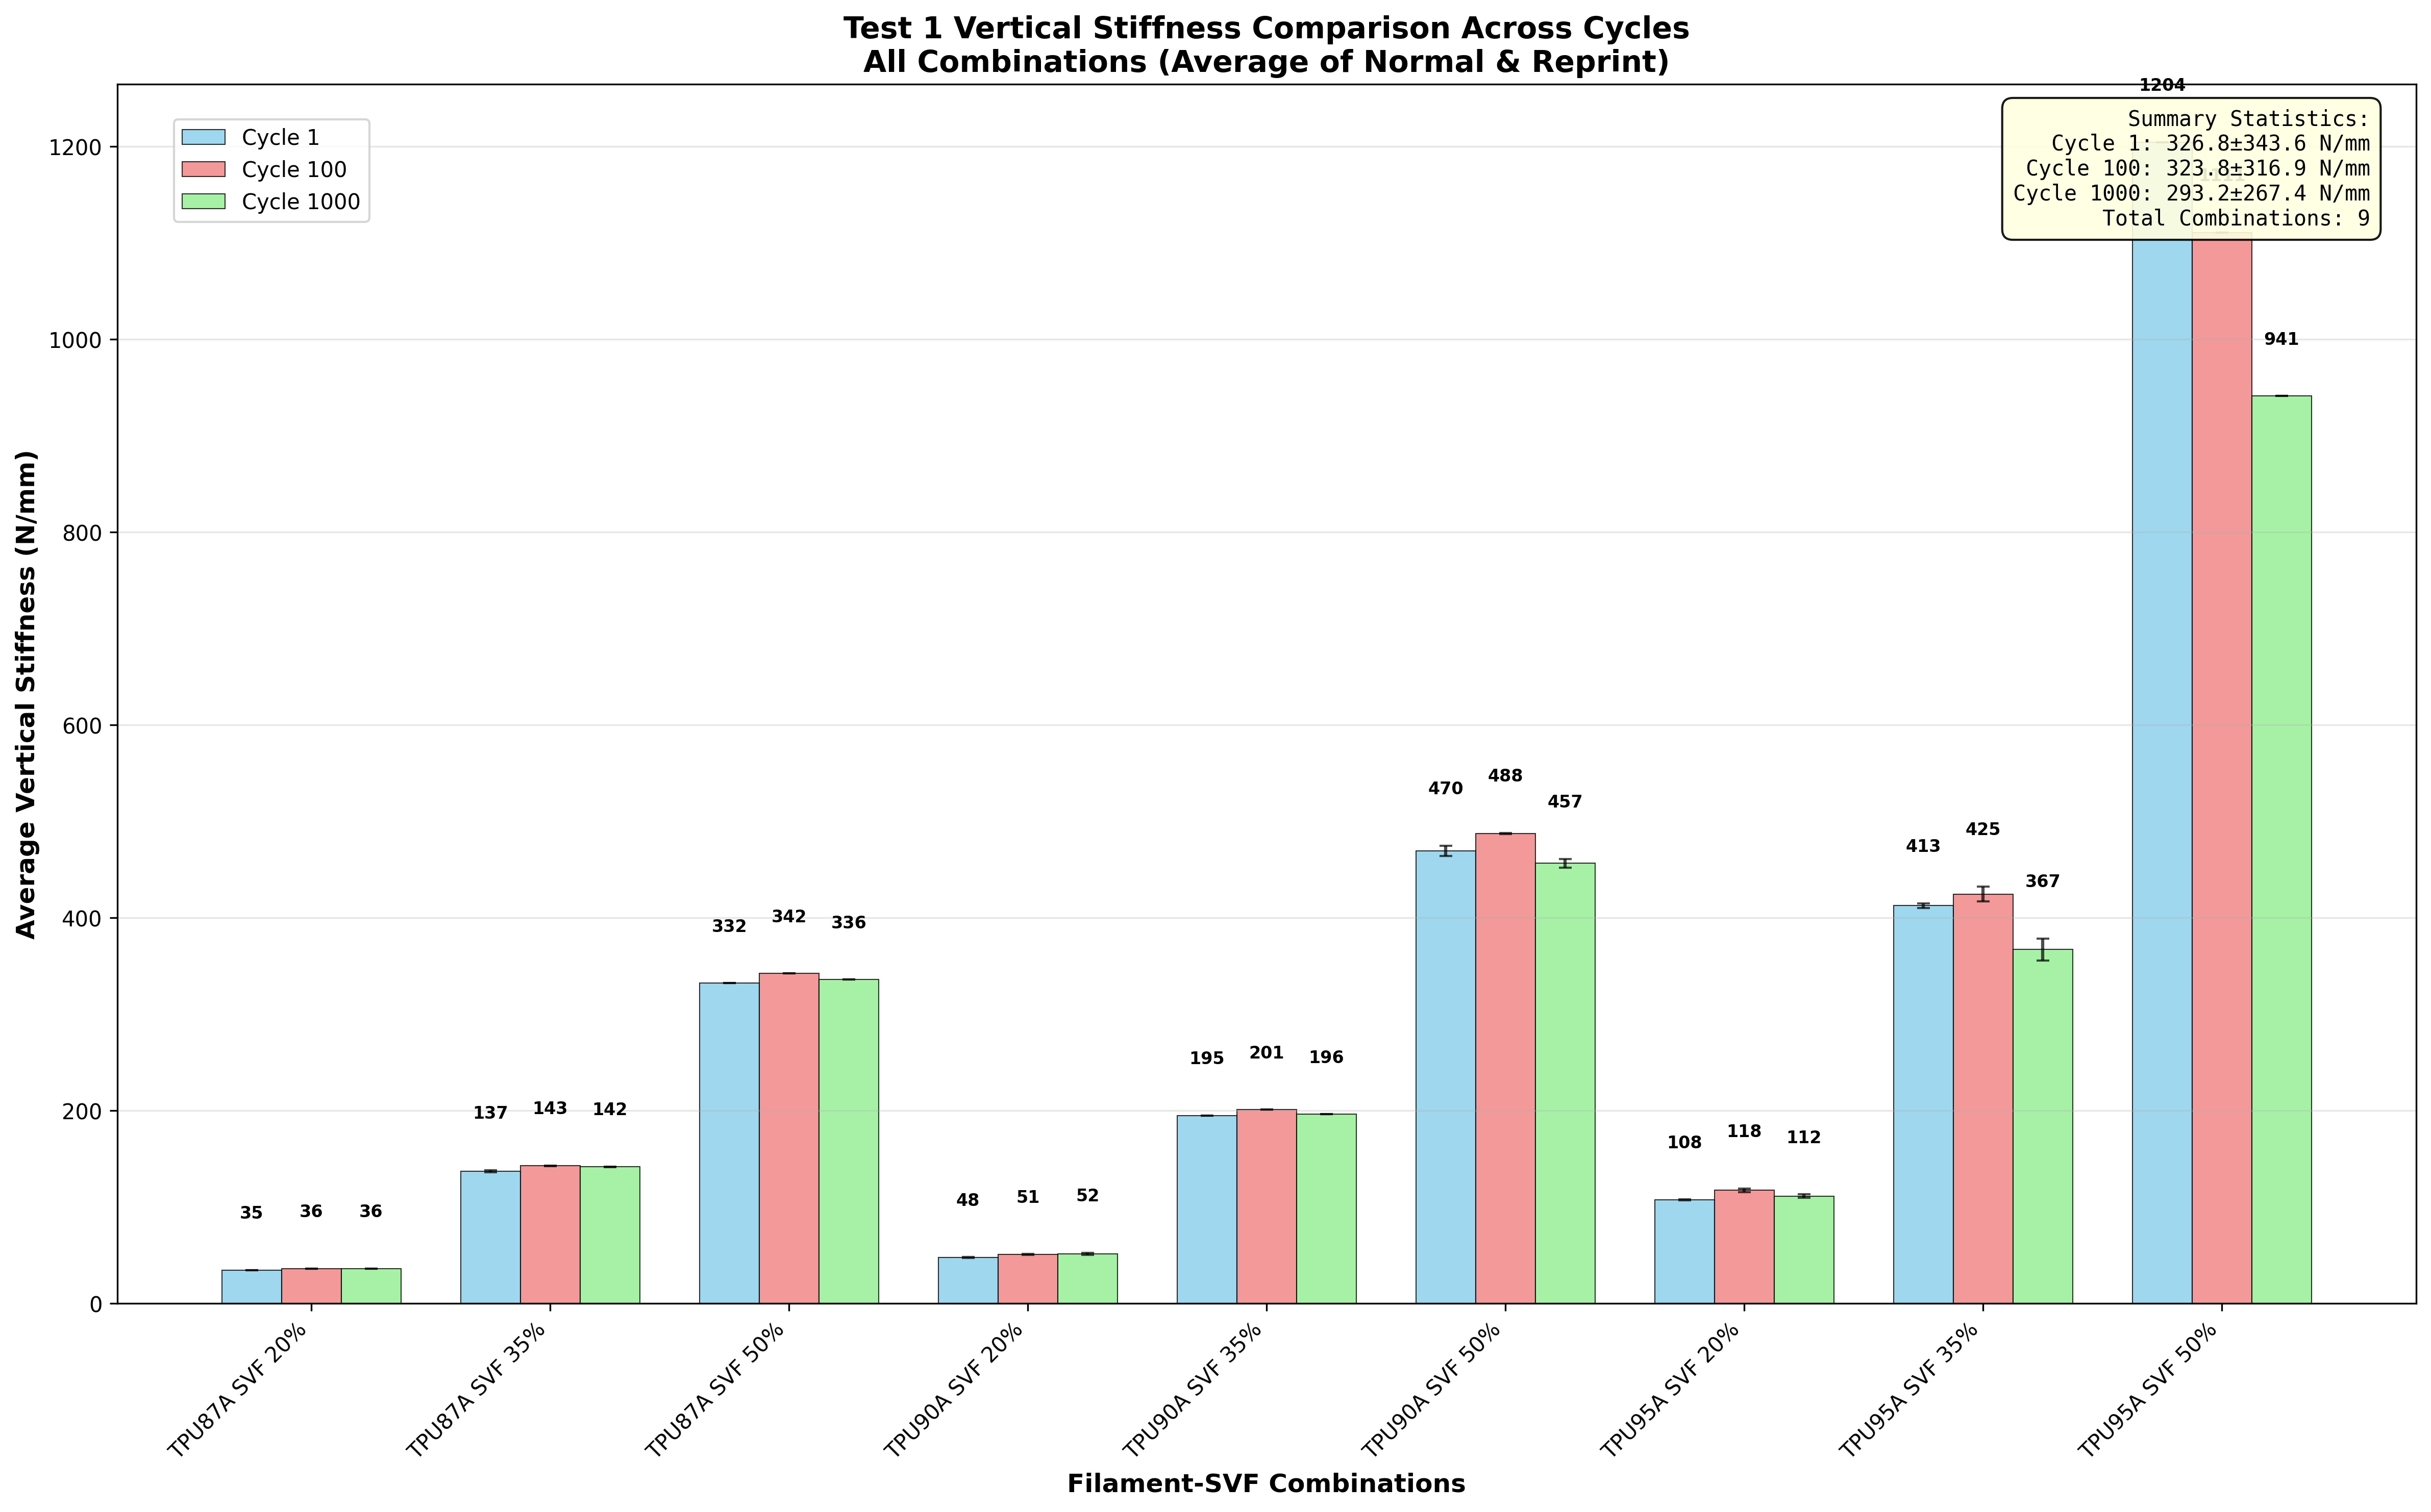 Test 1 Vertical Stiffness Comparison Across Cycles
All Combinations (Average of Normal & Reprint)
1204
Cycle 1
Cycle 100
Cycle 1000
Summary Statistics:
Cycle 1: 326.8±343.6 N/mm
Cycle 100: 323.8±316.9 N/mm
Cycle 1000: 293.2±267.4 N/mm
Total Combinations: 9
Average Vertical Stiffness (N/mm)
1200
1000
800
600
400
200
0
35 36 36
137 143 142
332 342 336
48 51 52
195 201 196
470 488 457
108 118 112
413 425 367
941
TPU87A SVF 20%
TPU87A SVF 35%
TPU87A SVF 50%
TPU90A SVF 20%
TPU90A SVF 35%
TPU90A SVF 50%
TPU95A SVF 20%
TPU95A SVF 35%
TPU95A SVF 50%
Filament-SVF Combinations